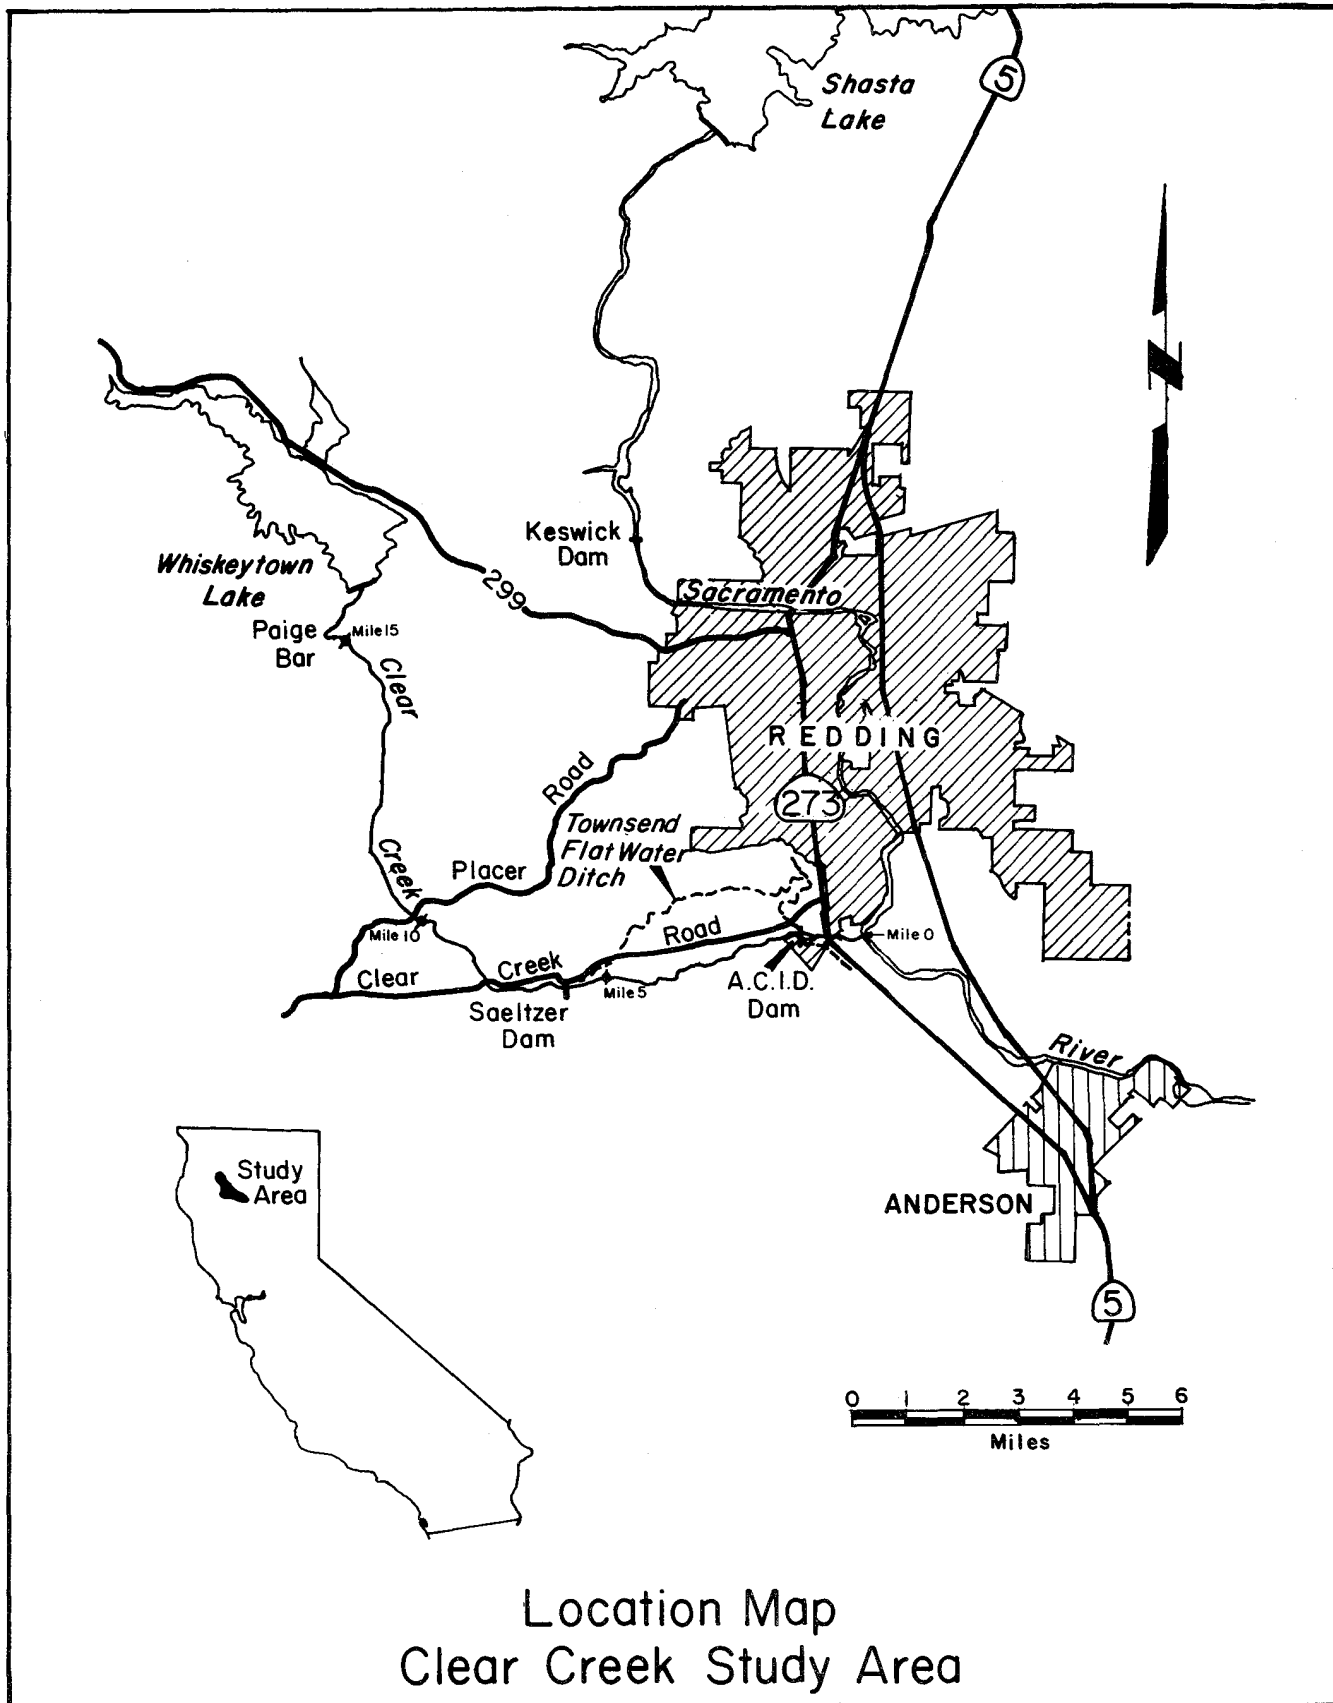 5
Shasta
Lake
Keswick
Dam
Whiskeytown
Lake
299
Sacramento
Paige
Bar
Mile 15
Clear
Creek
REDDING
273
Road
Placer
Townsend
Flat Water
Ditch
Mile 10
Road
Mile 0
Clear
Creek
Mile 5
A.C.I.D.
Dam
Saeltzer
Dam
River
Study
Area
ANDERSON
5
N
0 1 2 3 4 5 6
Miles
Location Map
Clear Creek Study Area